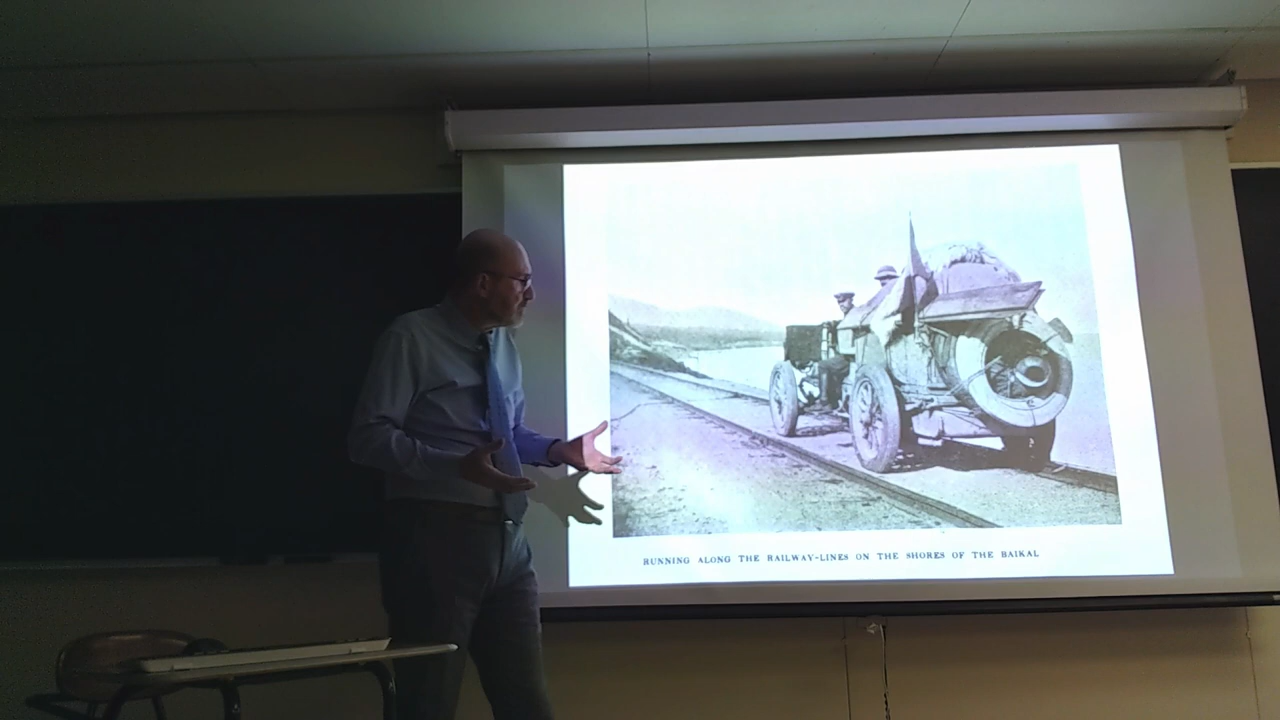 RUNNING ALONG THE RAILWAY-LINES ON THE SHORES OF THE BAIKAL